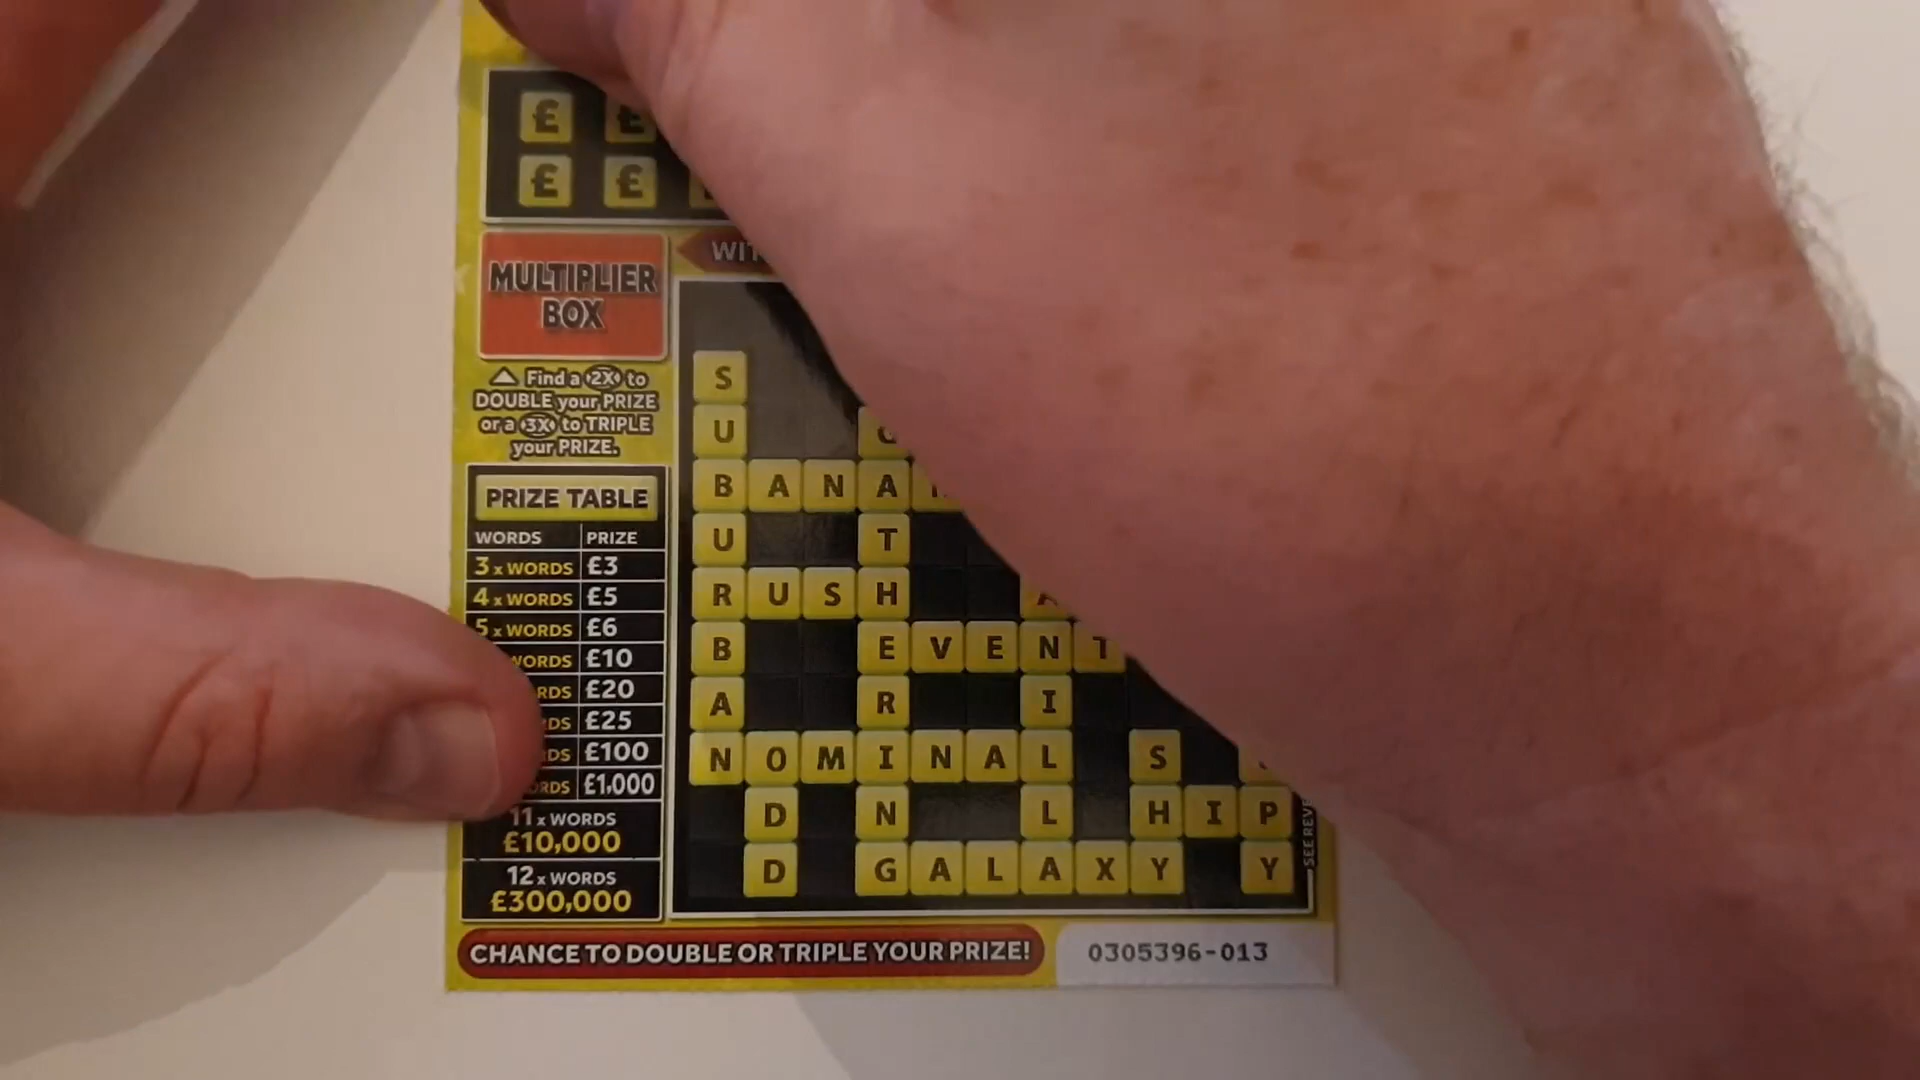 £ £
£ £
MULTIPLIER
BOX
Find a 2X to
DOUBLE your PRIZE
or a 3X to TRIPLE
your PRIZE.
PRIZE TABLE
WORDS PRIZE
3 x WORDS £3
4 x WORDS £5
5 x WORDS £6
WORDS £10
£20
£25
£100
£1,000
11 x WORDS
£10,000
12 x WORDS
£300,000
S
U
B A N A
U T
R U S H A
B E V E N T
A R I
N O M I N A L S
D N L H I P
D G A L A X Y Y
SEE
CHANCE TO DOUBLE OR TRIPLE YOUR PRIZE!
0305396-013